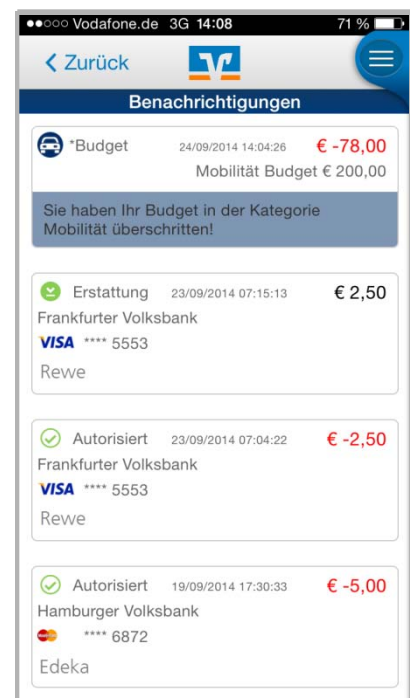 Vodafone.de 3G 14:08 71 %
Zurück
Benachrichtigungen
*Budget 24/09/2014 14:04:26 € -78,00
Mobilität Budget € 200,00
Sie haben Ihr Budget in der Kategorie
Mobilität überschritten!
Erstattung 23/09/2014 07:15:13 € 2,50
Frankfurter Volksbank
VISA **** 5553
Rewe
Autorisiert 23/09/2014 07:04:22 € -2,50
Frankfurter Volksbank
VISA **** 5553
Rewe
Autorisiert 19/09/2014 17:30:33 € -5,00
Hamburger Volksbank
**** 6872
Edeka